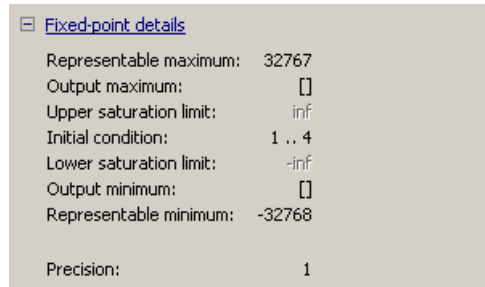 Fixed-point details
Representable maximum: 32767
Output maximum: []
Upper saturation limit: inf
Initial condition: 1 .. 4
Lower saturation limit: -inf
Output minimum: []
Representable minimum: -32768
Precision: 1